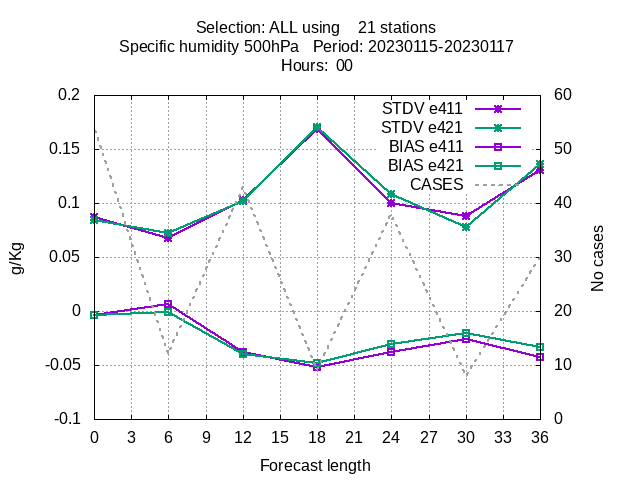 Selection: ALL using    21 stations
Specific humidity 500hPa   Period: 20230115-20230117
Hours:  00
0.2
0.15
0.1
0.05
0
-0.05
-0.1
g/Kg
STDV e411
STDV e421
BIAS e411
BIAS e421
CASES
60
50
40
30
20
10
0
No cases
0 3 6 9 12 15 18 21 24 27 30 33 36
Forecast length